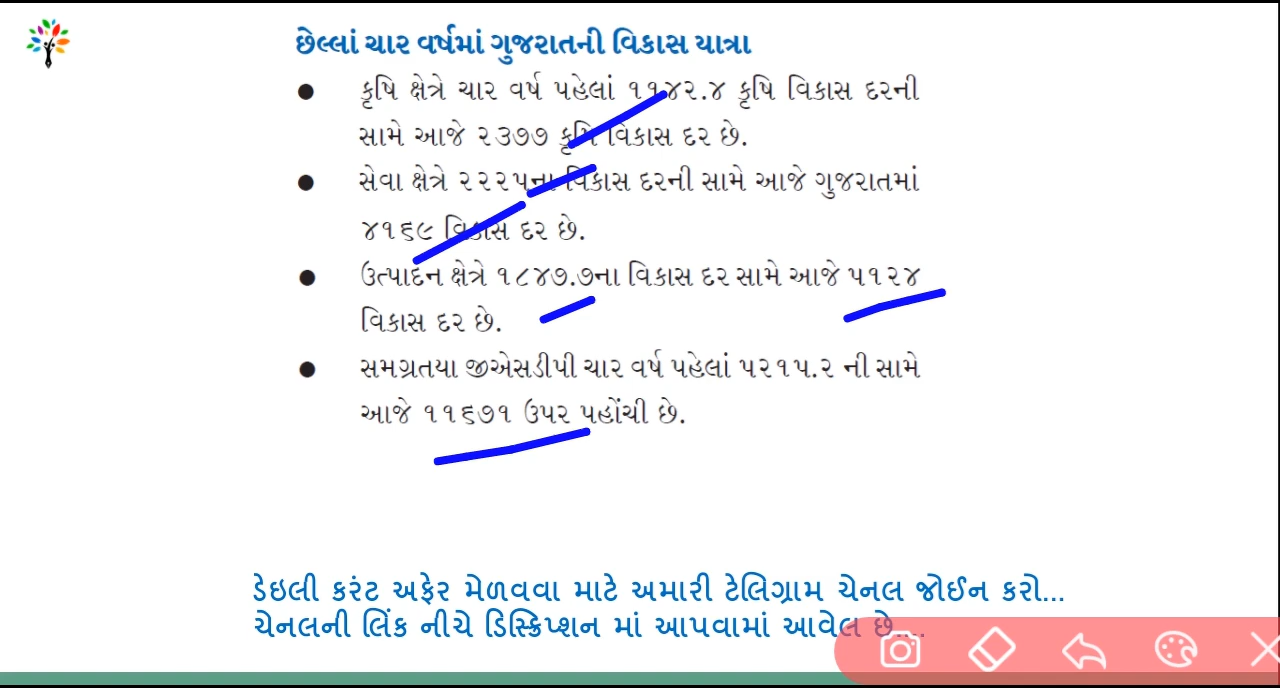 છેલ્લાં ચાર વર્ષમાં ગુજરાતની વિકાસ યાત્રા
● કૃષિ ક્ષેત્રે ચાર વર્ષ પહેલાં ૧૧૪૨.૪ કૃષિ વિકાસ દરની
સામે આજે ૨૩૭૭ કૃષિ વિકાસ દર છે.
● સેવા ક્ષેત્રે ૨૨૨૫ના વિકાસ દરની સામે આજે ગુજરાતમાં
૪૧૬૯ વિકાસ દર છે.
● ઉત્પાદન ક્ષેત્રે ૧૮૪૭.૭ના વિકાસ દર સામે આજે ૫૧૨૪
વિકાસ દર છે.
● સમગ્રતયા જીએસડીપી ચાર વર્ષ પહેલાં ૫૨૧૫.૨ ની સામે
આજે ૧૧૬૭૧ ઉપર પહોંચી છે.
ડેઇલી કરંટ અફેર મેળવવા માટે અમારી ટેલિગ્રામ ચેનલ જોઈન કરો...
ચેનલની લિંક નીચે ડિસ્ક્રિપ્શન માં આપવામાં આવેલ છે....